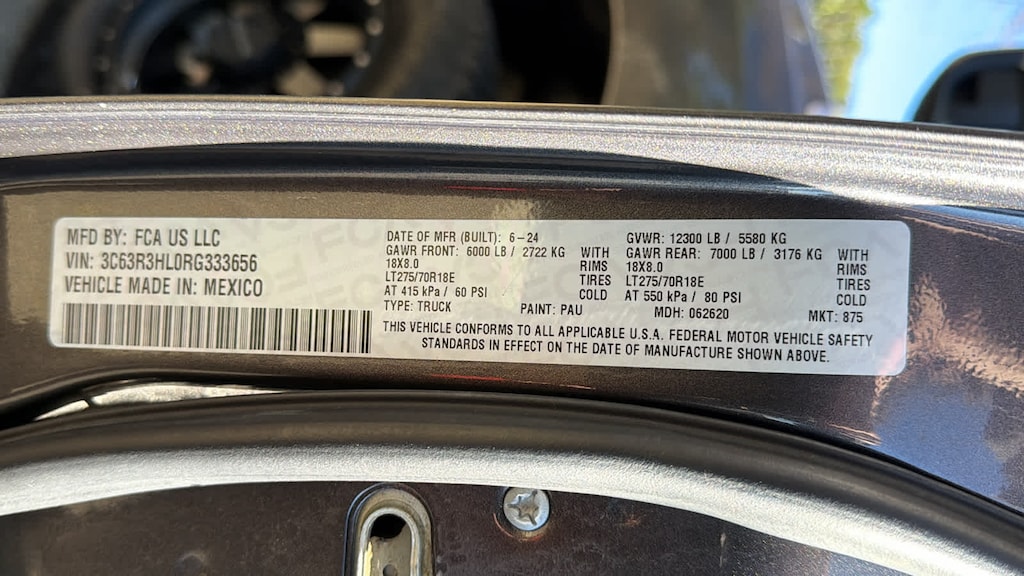 MFD BY: FCA US LLC
VIN: 3C63R3HL0RG333656
VEHICLE MADE IN: MEXICO
DATE OF MFR (BUILT): 6-24
GAWR FRONT: 6000 LB / 2722 KG WITH
18X8.0 RIMS
LT275/70R18E TIRES
AT 415 kPa / 60 PSI COLD
TYPE: TRUCK PAINT: PAU
GVWR: 12300 LB / 5580 KG
GAWR REAR: 7000 LB / 3176 KG WITH
18X8.0 RIMS
LT275/70R18E TIRES
AT 550 kPa / 80 PSI COLD
MDH: 062620 MKT: 875
THIS VEHICLE CONFORMS TO ALL APPLICABLE U.S.A. FEDERAL MOTOR VEHICLE SAFETY
STANDARDS IN EFFECT ON THE DATE OF MANUFACTURE SHOWN ABOVE.